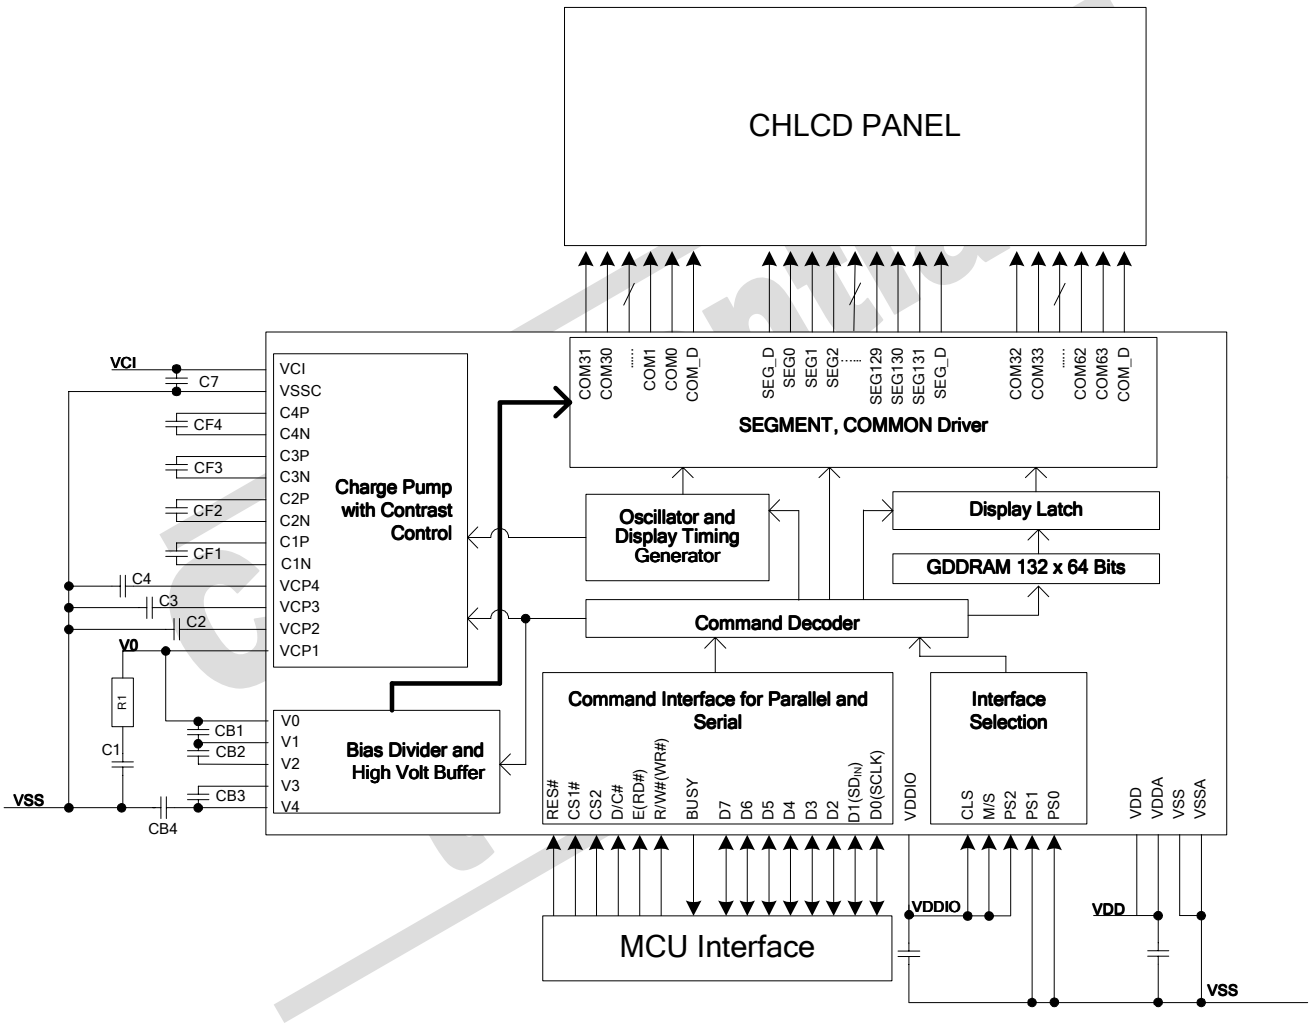 CHLCD PANEL
COM31
COM30
......
COM1
COM0
COM_D
SEG_D
SEG0
SEG1
SEG2
......
SEG129
SEG130
SEG131
SEG_D
COM32
COM33
......
COM62
COM63
COM_D
SEGMENT, COMMON Driver
VCI
C7
CF4
CF3
CF2
CF1
C4
C3
C2
V0
R1
C1
CB1
CB2
CB3
CB4
VSS
VCI
VSSC
C4P
C4N
C3P
C3N
C2P
C2N
C1P
C1N
VCP4
VCP3
VCP2
VCP1
Charge Pump
with Contrast
Control
V0
V1
V2
V3
V4
Bias Divider and
High Volt Buffer
Oscillator and
Display Timing
Generator
Display Latch
GDDRAM 132 x 64 Bits
Command Decoder
Command Interface for Parallel and
Serial
RES#
CS1#
CS2
D/C#
E(RD#)
R/W#(WR#)
BUSY
D7
D6
D5
D4
D3
D2
D1(SDIN)
D0(SCLK)
VDDIO
Interface
Selection
CLS
M/S
PS2
PS1
PS0
VDD
VDDA
VSS
VSSA
MCU Interface
VDDIO
VDD
VSS